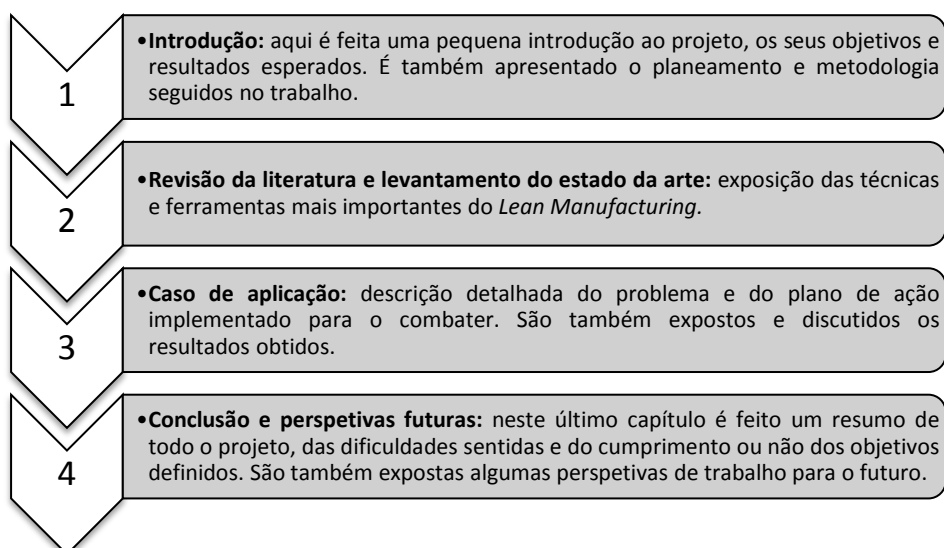 1
•Introdução: aqui é feita uma pequena introdução ao projeto, os seus objetivos e
resultados esperados. É também apresentado o planeamento e metodologia
seguidos no trabalho.
2
•Revisão da literatura e levantamento do estado da arte: exposição das técnicas
e ferramentas mais importantes do Lean Manufacturing.
3
•Caso de aplicação: descrição detalhada do problema e do plano de ação
implementado para o combater. São também expostos e discutidos os
resultados obtidos.
4
•Conclusão e perspetivas futuras: neste último capítulo é feito um resumo de
todo o projeto, das dificuldades sentidas e do cumprimento ou não dos objetivos
definidos. São também expostas algumas perspetivas de trabalho para o futuro.